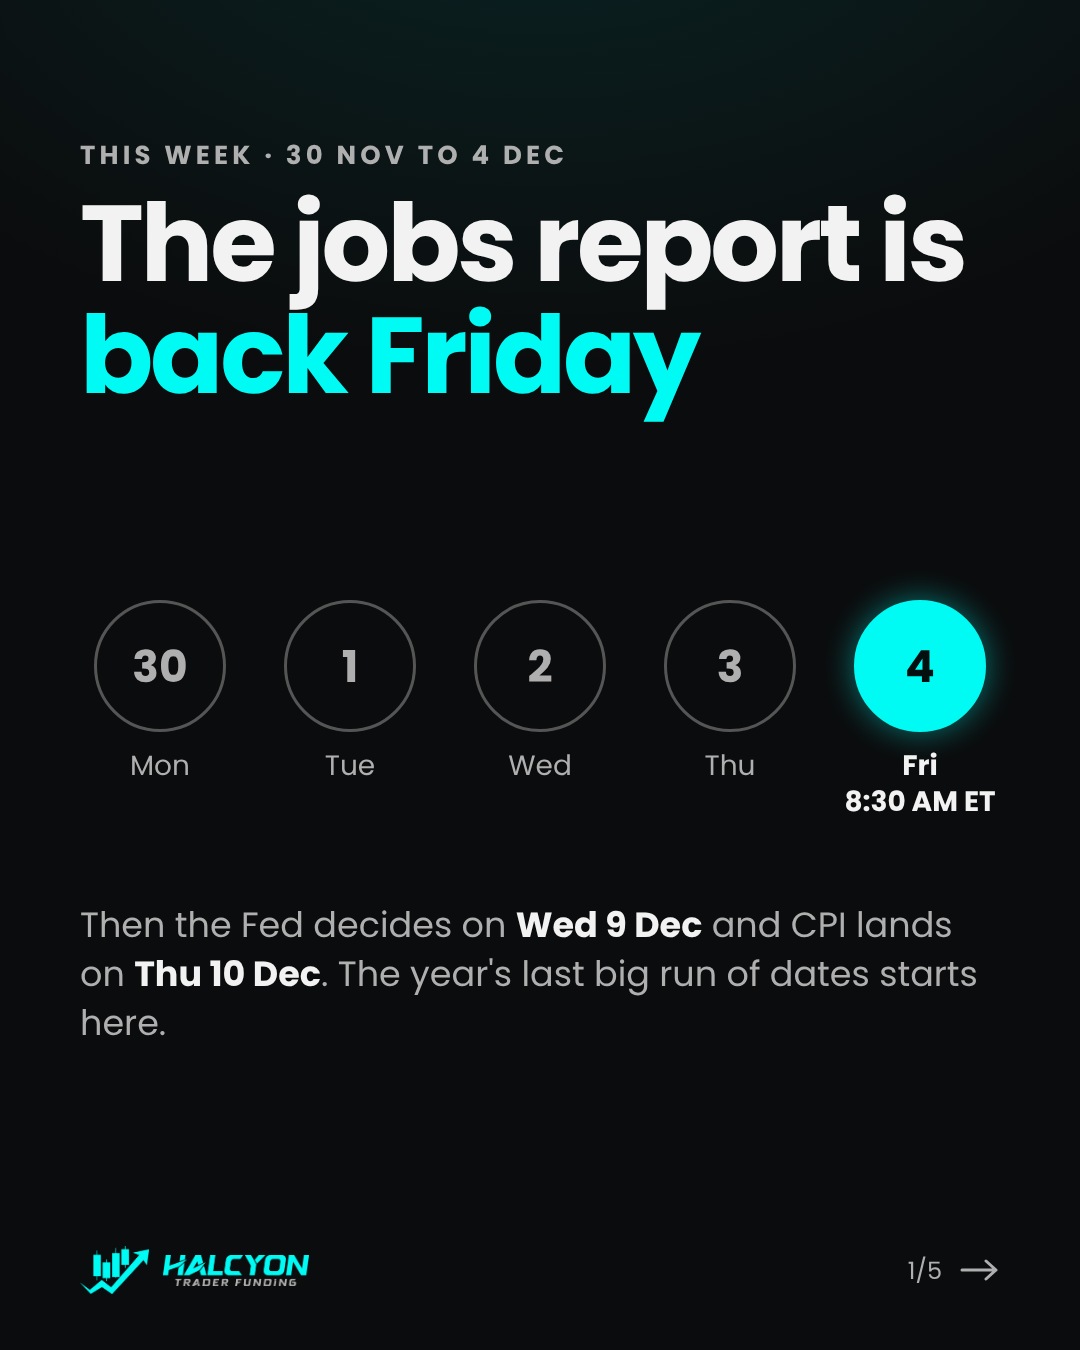 THIS WEEK · 30 NOV TO 4 DEC
The jobs report is
back Friday
30 1 2 3 4
Mon Tue Wed Thu Fri
8:30 AM ET
Then the Fed decides on Wed 9 Dec and CPI lands
on Thu 10 Dec. The year's last big run of dates starts
here.
HALCYON
TRADER FUNDING
1/5